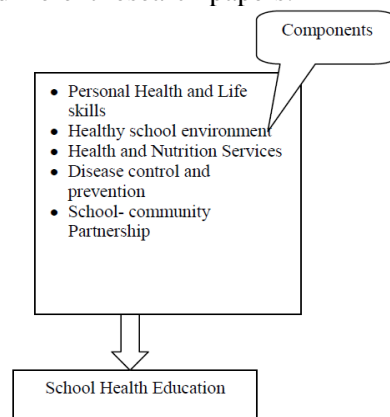 Components
• Personal Health and Life
skills
• Healthy school environment
• Health and Nutrition Services
• Disease control and
prevention
• School- community
Partnership
School Health Education